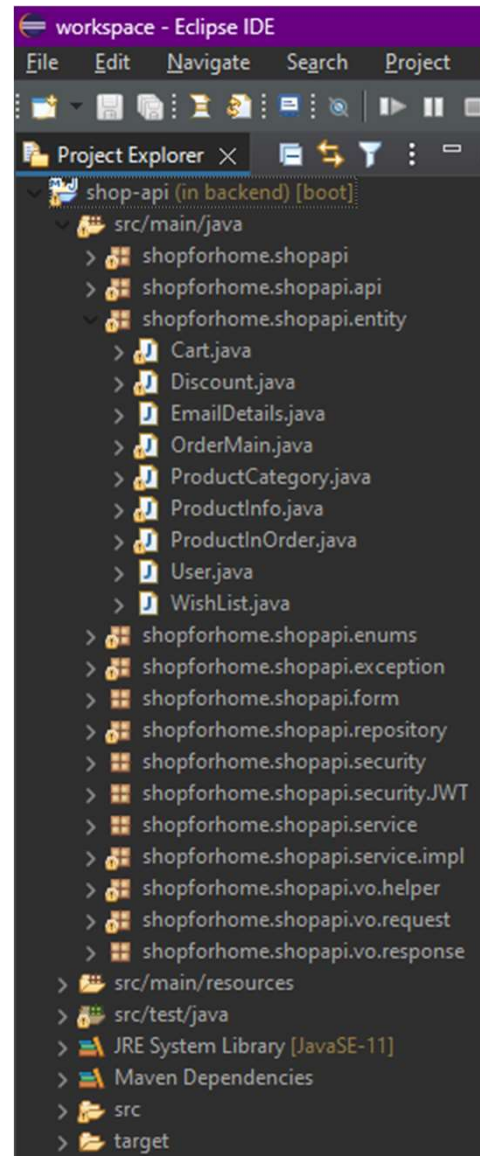 workspace - Eclipse IDE
File Edit Navigate Search Project
Project Explorer
shop-api (in backend) [boot]
src/main/java
shopforhome.shopapi
shopforhome.shopapi.api
shopforhome.shopapi.entity
Cart.java
Discount.java
EmailDetails.java
OrderMain.java
ProductCategory.java
ProductInfo.java
ProductInOrder.java
User.java
WishList.java
shopforhome.shopapi.enums
shopforhome.shopapi.exception
shopforhome.shopapi.form
shopforhome.shopapi.repository
shopforhome.shopapi.security
shopforhome.shopapi.security.JWT
shopforhome.shopapi.service
shopforhome.shopapi.service.impl
shopforhome.shopapi.vo.helper
shopforhome.shopapi.vo.request
shopforhome.shopapi.vo.response
src/main/resources
src/test/java
JRE System Library [JavaSE-11]
Maven Dependencies
src
target